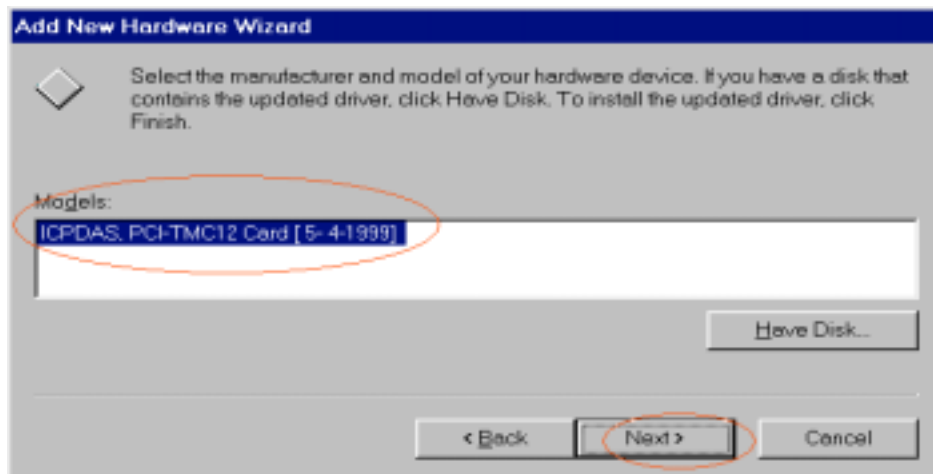 Add New Hardware Wizard
Select the manufacturer and model of your hardware device. If you have a disk that
contains the updated driver, click Have Disk. To install the updated driver, click
Finish.
Models:
ICPDAS, PCI-TMC12 Card [ 5- 4-1999]
Have Disk...
< Back
Next >
Cancel